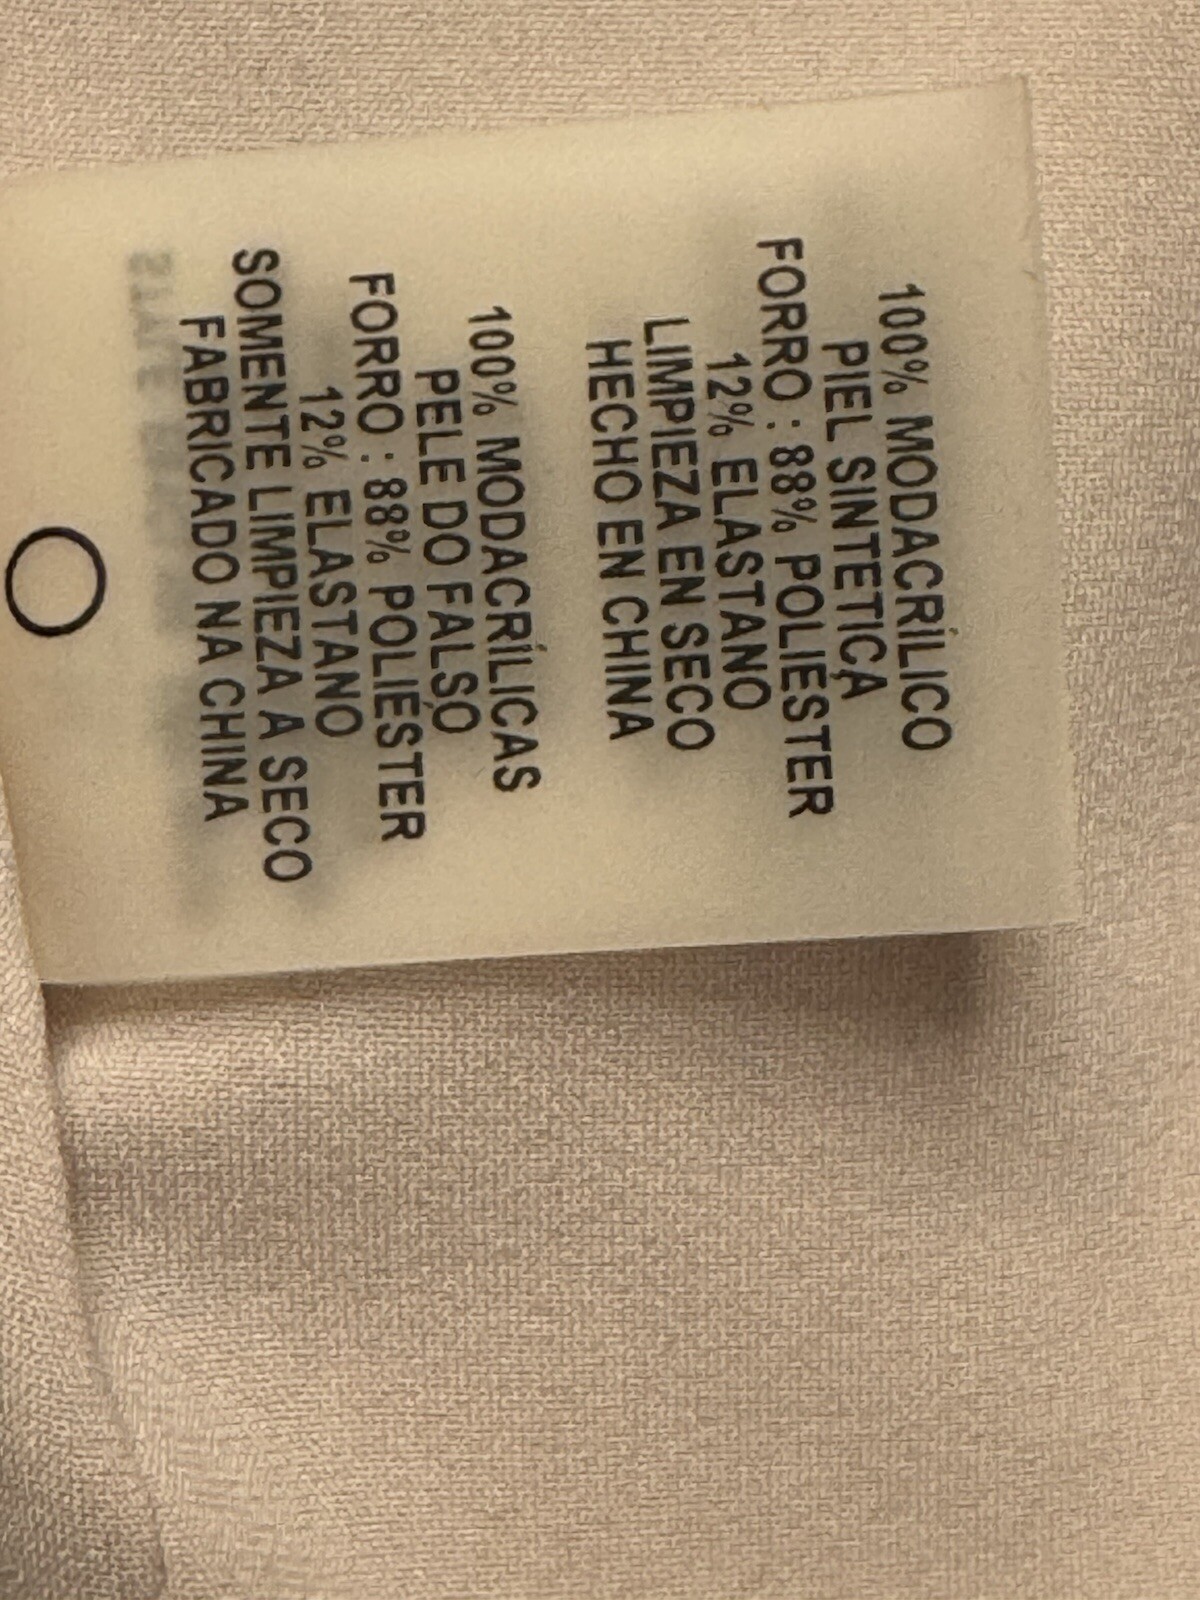 100% MODACRÍLICO
PIEL SINTETICA
FORRO : 88% POLIESTER
12% ELASTANO
LIMPIEZA EN SECO
HECHO EN CHINA
100% MODACRÍLICAS
PELE DO FALSO
FORRO : 88% POLIESTER
12% ELASTANO
SOMENTE LIMPIEZA A SECO
FABRICADO NA CHINA